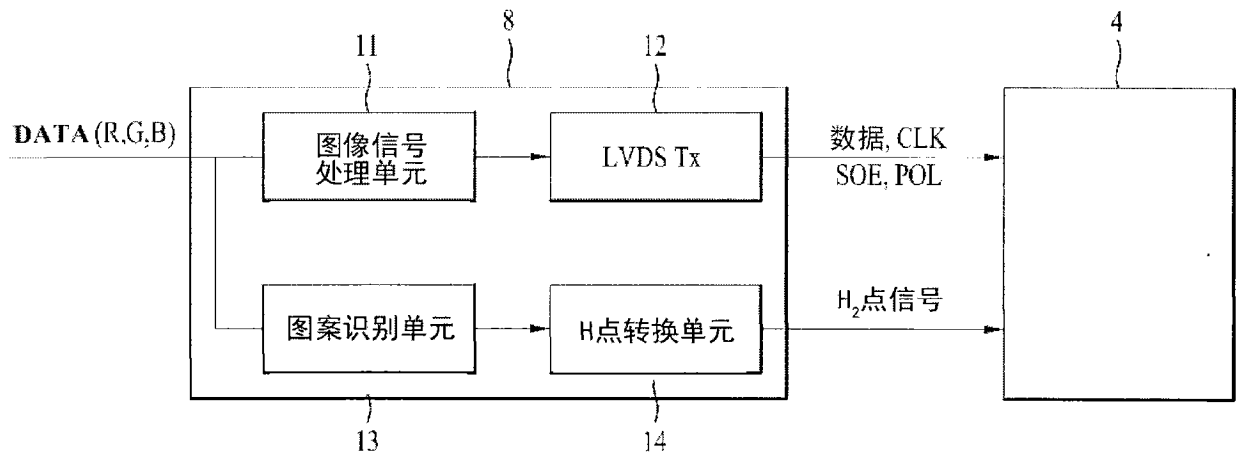 8
11
12
4
DATA (R,G,B)
图像信号
处理单元
LVDS Tx
数据, CLK
SOE, POL
图案识别单元
H点转换单元
H₂点信号
13
14